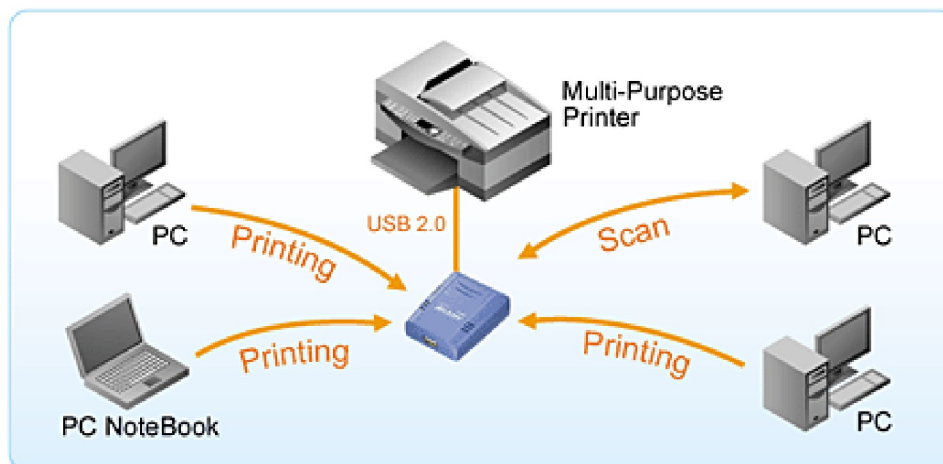 Multi-Purpose
Printer
PC
Printing
USB 2.0
Scan
PC
Printing
PC NoteBook
Printing
PC